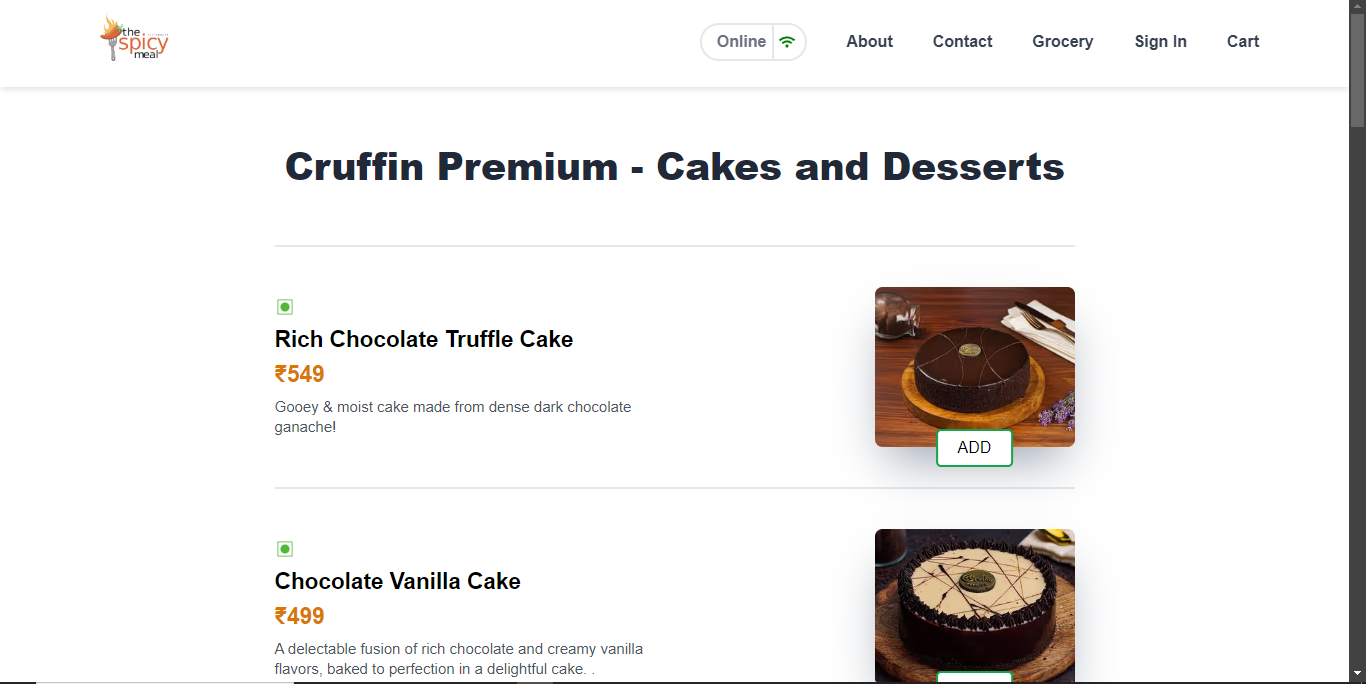 the
spicy
meal
Online
About
Contact
Grocery
Sign In
Cart
Cruffin Premium - Cakes and Desserts
Rich Chocolate Truffle Cake
₹549
Gooey & moist cake made from dense dark chocolate
ganache!
ADD
Chocolate Vanilla Cake
₹499
A delectable fusion of rich chocolate and creamy vanilla
flavors, baked to perfection in a delightful cake. .